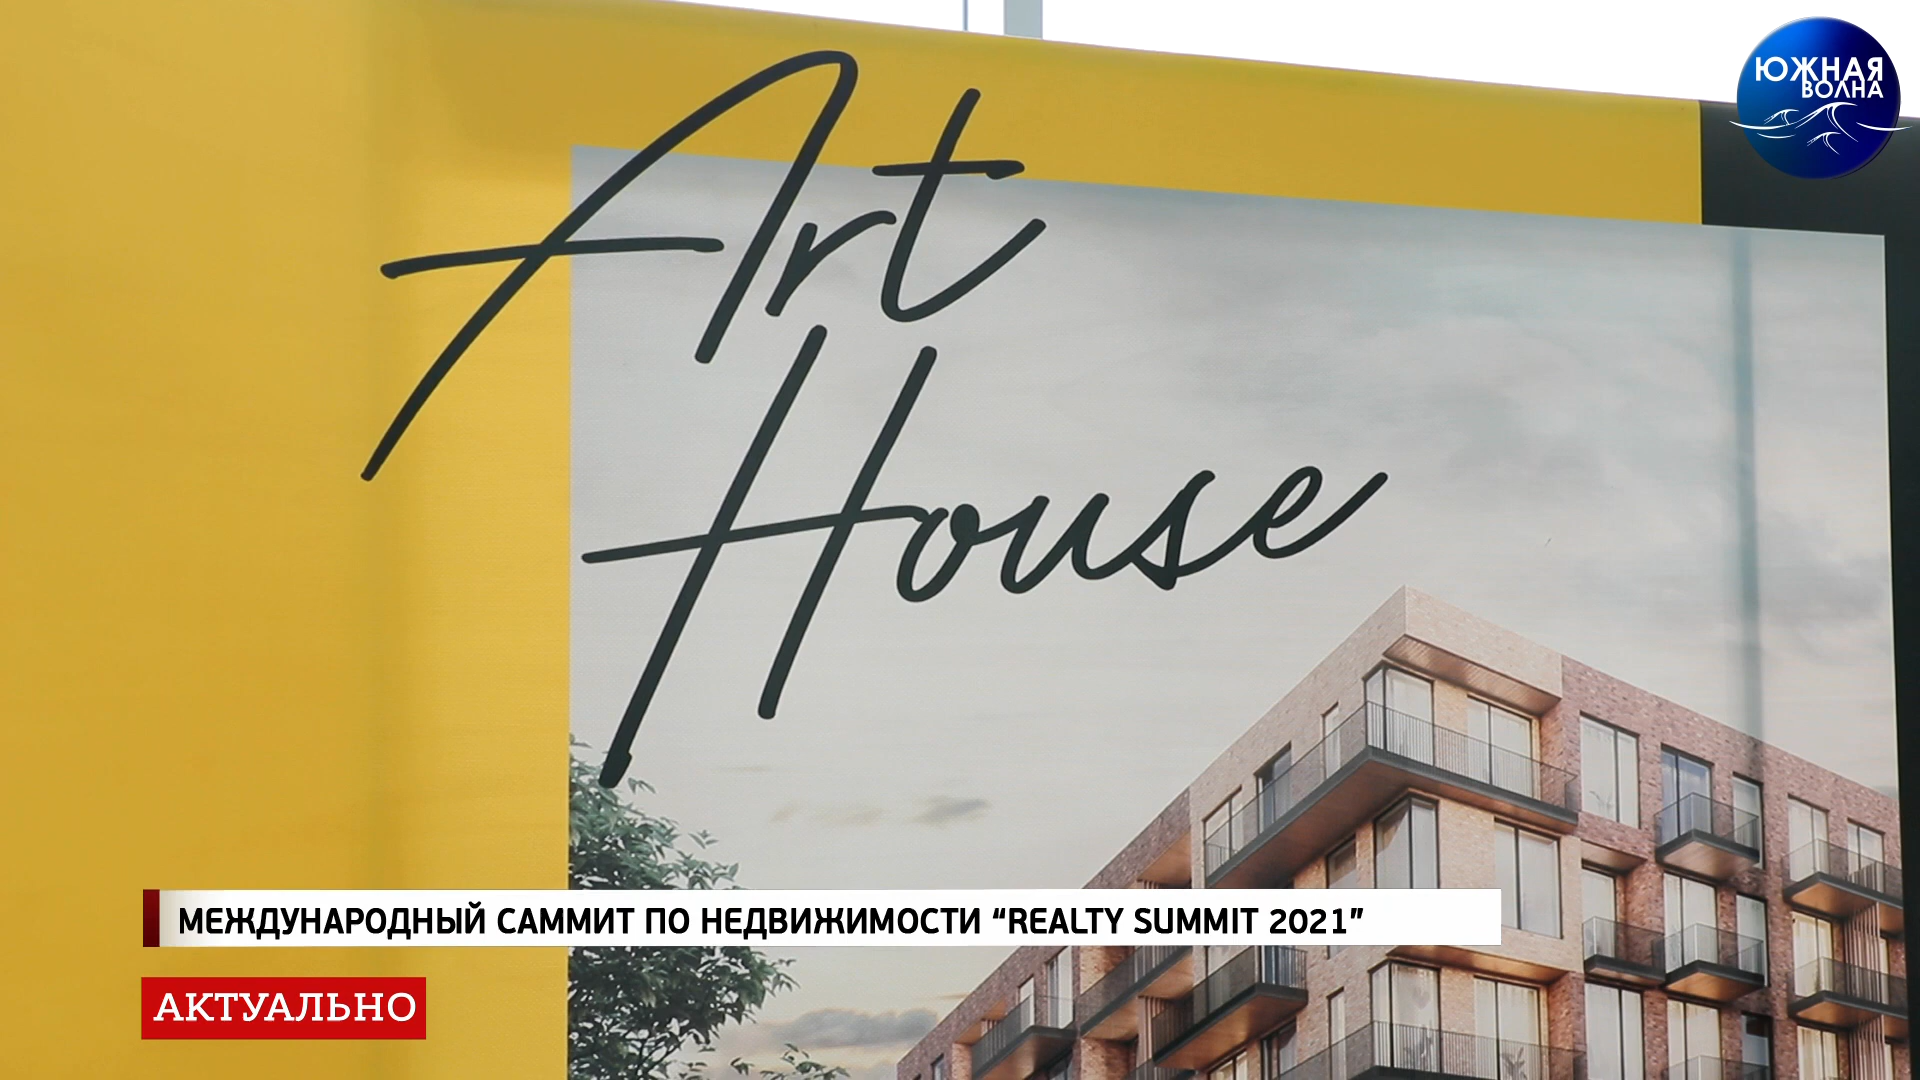 ЮЖНАЯ
ВОЛНА
Art
House
МЕЖДУНАРОДНЫЙ САММИТ ПО НЕДВИЖИМОСТИ “REALTY SUMMIT 2021”
АКТУАЛЬНО